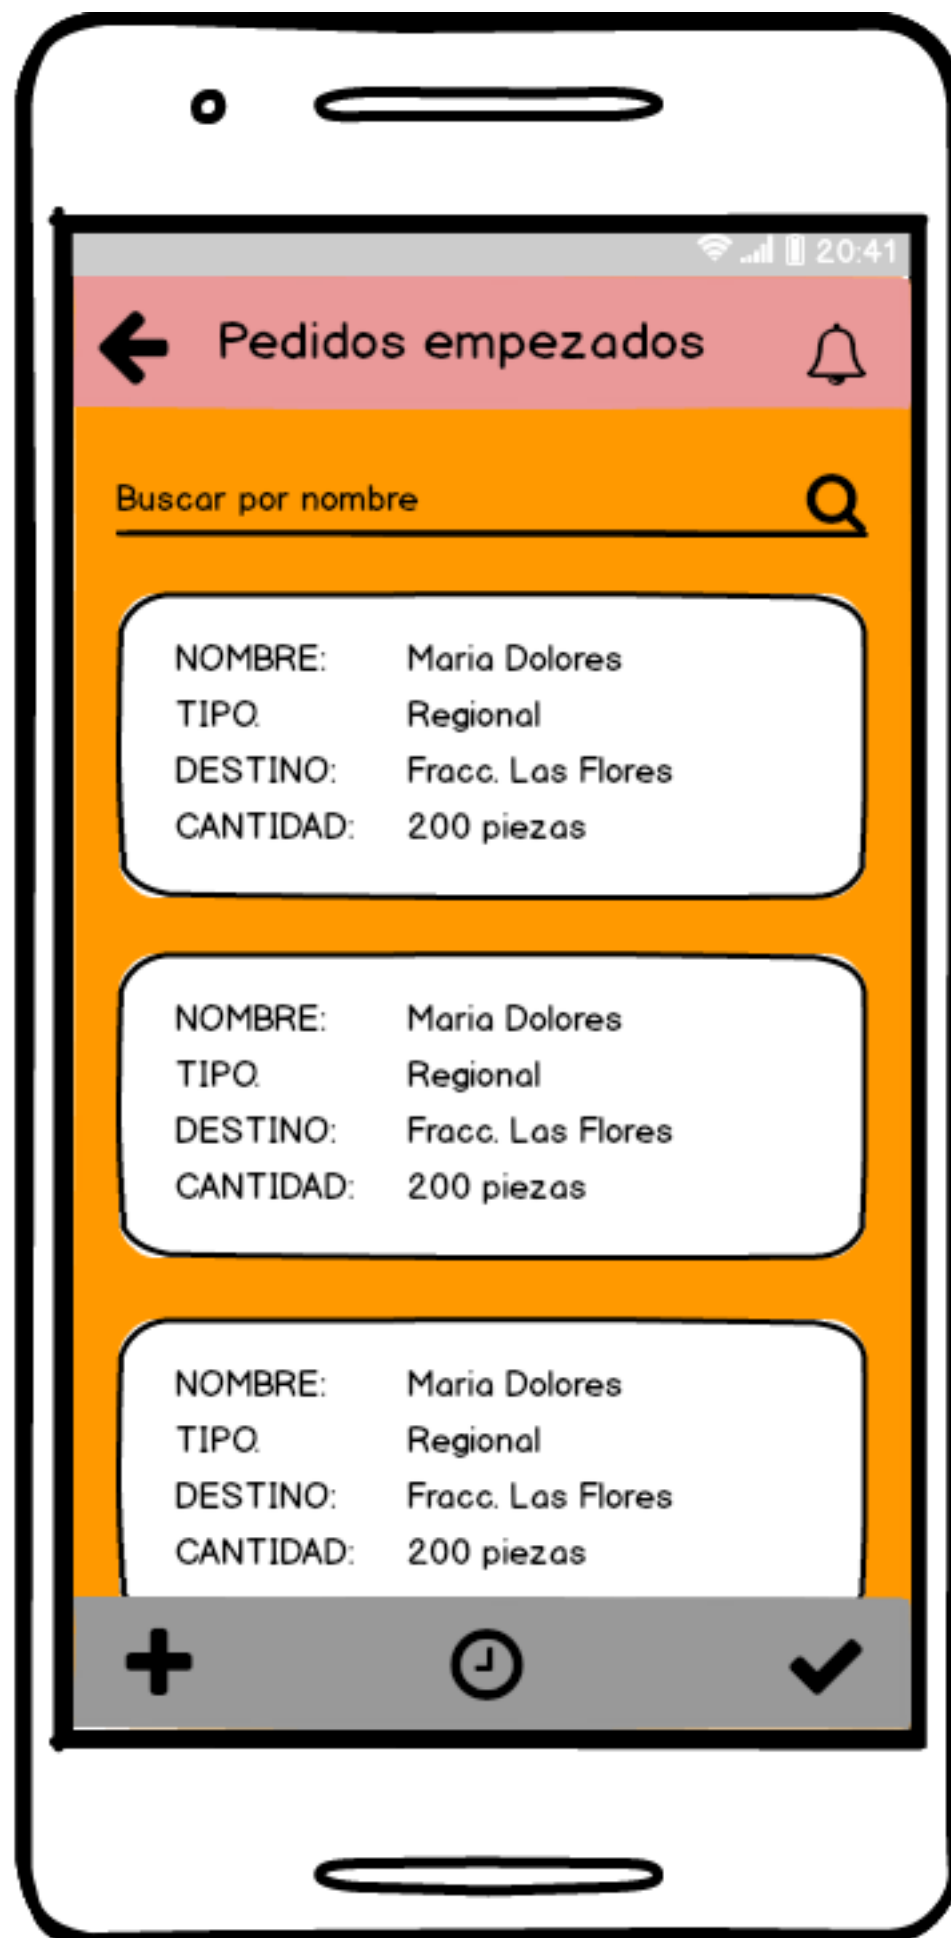 20:41
Pedidos empezados
Buscar por nombre
NOMBRE: Maria Dolores
TIPO. Regional
DESTINO: Fracc. Las Flores
CANTIDAD: 200 piezas
NOMBRE: Maria Dolores
TIPO. Regional
DESTINO: Fracc. Las Flores
CANTIDAD: 200 piezas
NOMBRE: Maria Dolores
TIPO. Regional
DESTINO: Fracc. Las Flores
CANTIDAD: 200 piezas